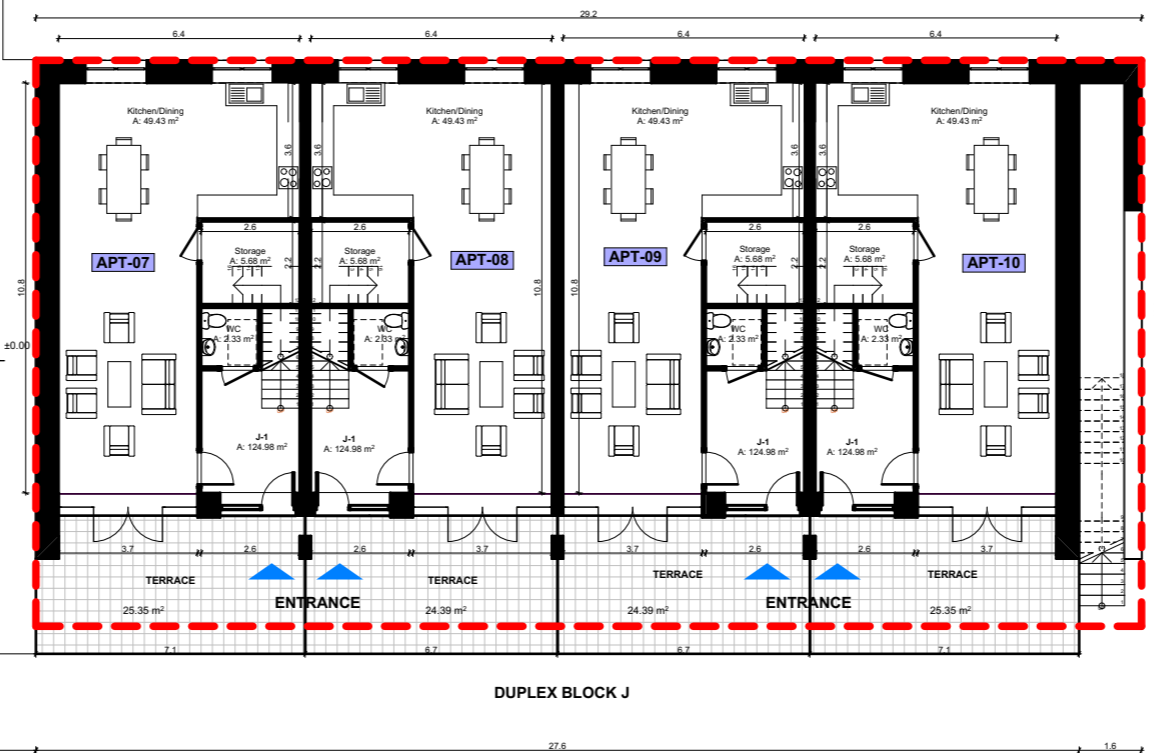 29.2
6.4 6.4 6.4 6.4
Kitchen/Dining
A: 49.43 m²
Kitchen/Dining
A: 49.43 m²
Kitchen/Dining
A: 49.43 m²
Kitchen/Dining
A: 49.43 m²
3.6 3.6 3.6 3.6
2.6 2.6 2.6 2.6
Storage
A: 5.68 m²
Storage
A: 5.68 m²
Storage
A: 5.68 m²
Storage
A: 5.68 m²
APT-07
APT-08
APT-09
APT-10
2.2 2.2 2.2 2.2
10.8 10.8 10.8
±0.00
WC
A: 2.33 m²
WC
A: 2.33 m²
WC
A: 2.33 m²
WC
A: 2.33 m²
J-1
A: 124.98 m²
J-1
A: 124.98 m²
J-1
A: 124.98 m²
J-1
A: 124.98 m²
3.7 2.6 2.6 3.7 3.7 2.6 2.6 3.7
TERRACE
TERRACE
TERRACE
TERRACE
ENTRANCE
ENTRANCE
25.35 m²
24.39 m²
24.39 m²
25.35 m²
7.1 6.7 6.7 7.1
DUPLEX BLOCK J
27.6 1.6